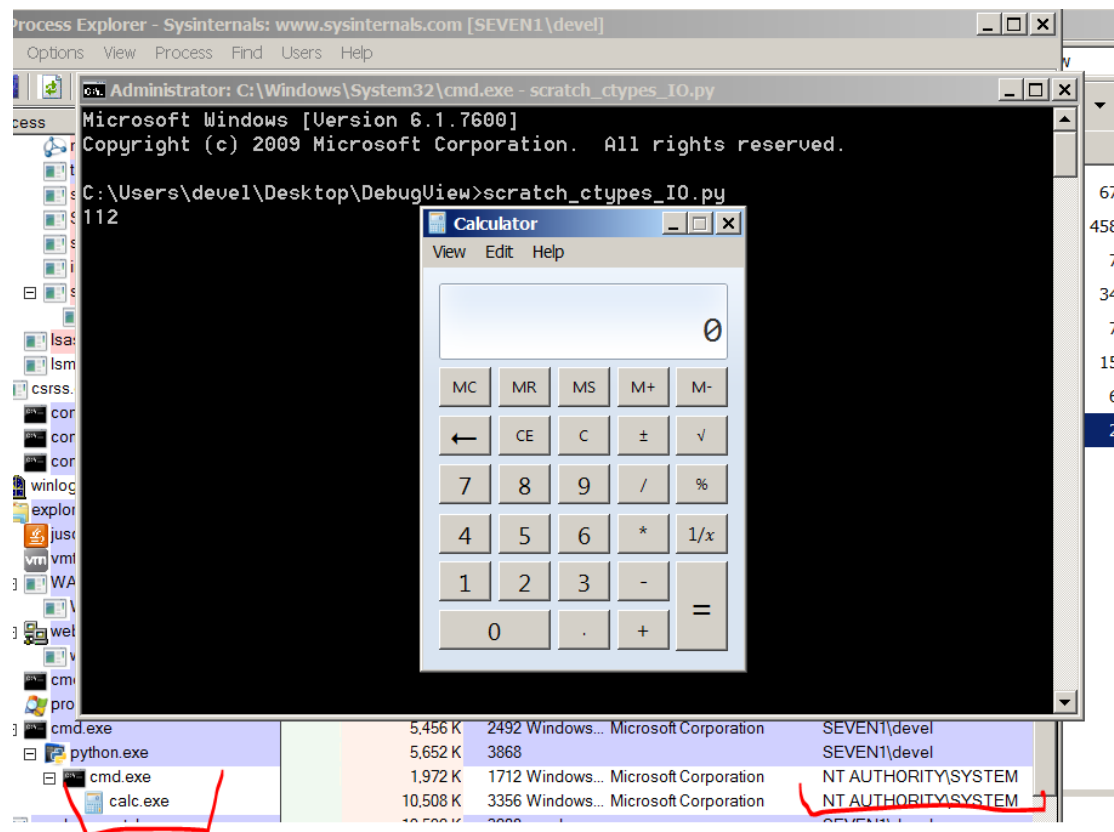 Process Explorer - Sysinternals: www.sysinternals.com [SEVEN1\devel]
Options View Process Find Users Help
Administrator: C:\Windows\System32\cmd.exe - scratch_ctypes_IO.py
Microsoft Windows [Version 6.1.7600]
Copyright (c) 2009 Microsoft Corporation. All rights reserved.
C:\Users\devel\Desktop\DebugView>scratch_ctypes_IO.py
112
Calculator
View Edit Help
0
MC MR MS M+ M-
← CE C ± √
7 8 9 / %
4 5 6 * 1/x
1 2 3 -
=
0 . +
csrss.
cmd.exe 5,456 K 2492 Windows... Microsoft Corporation SEVEN1\devel
python.exe 5,652 K 3868 SEVEN1\devel
cmd.exe 1,972 K 1712 Windows... Microsoft Corporation NT AUTHORITY\SYSTEM
calc.exe 10,508 K 3356 Windows... Microsoft Corporation NT AUTHORITY\SYSTEM